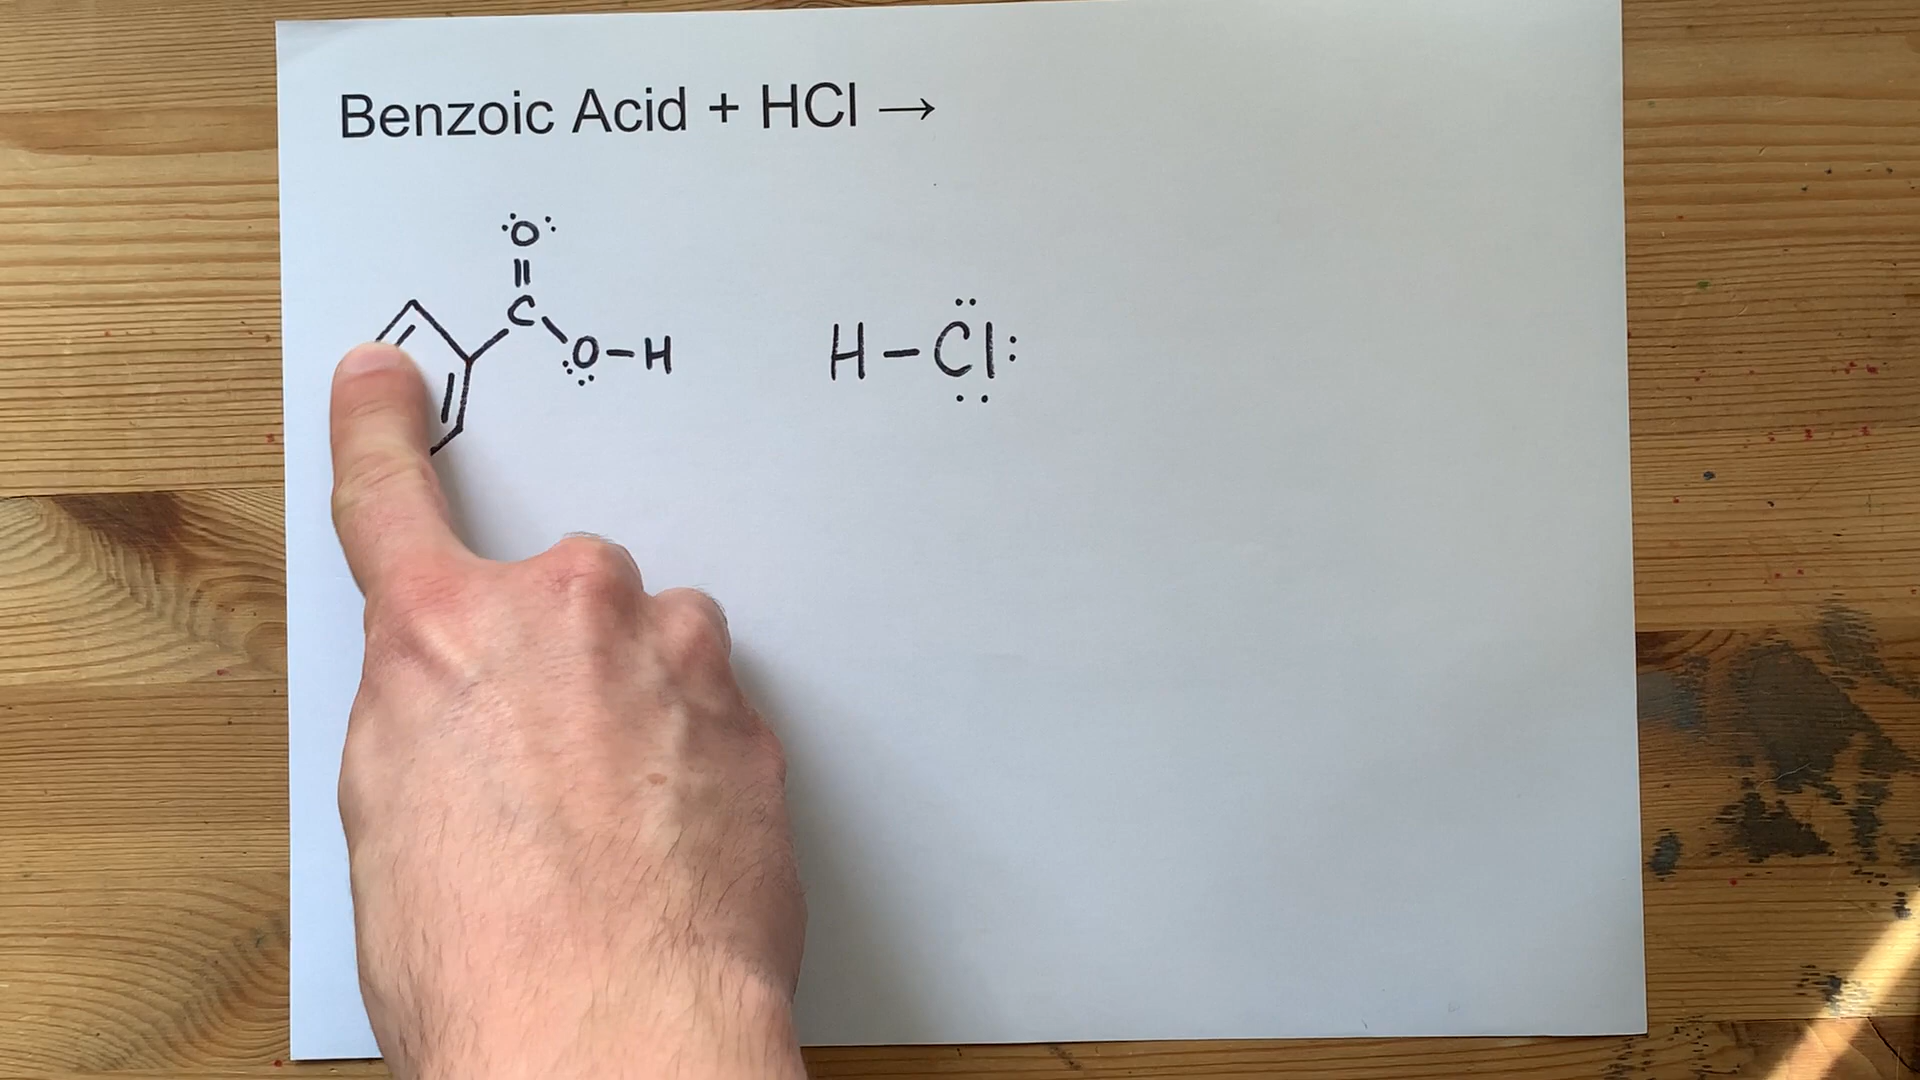 Benzoic Acid + HCl →
O
C
O–H
H–Cl